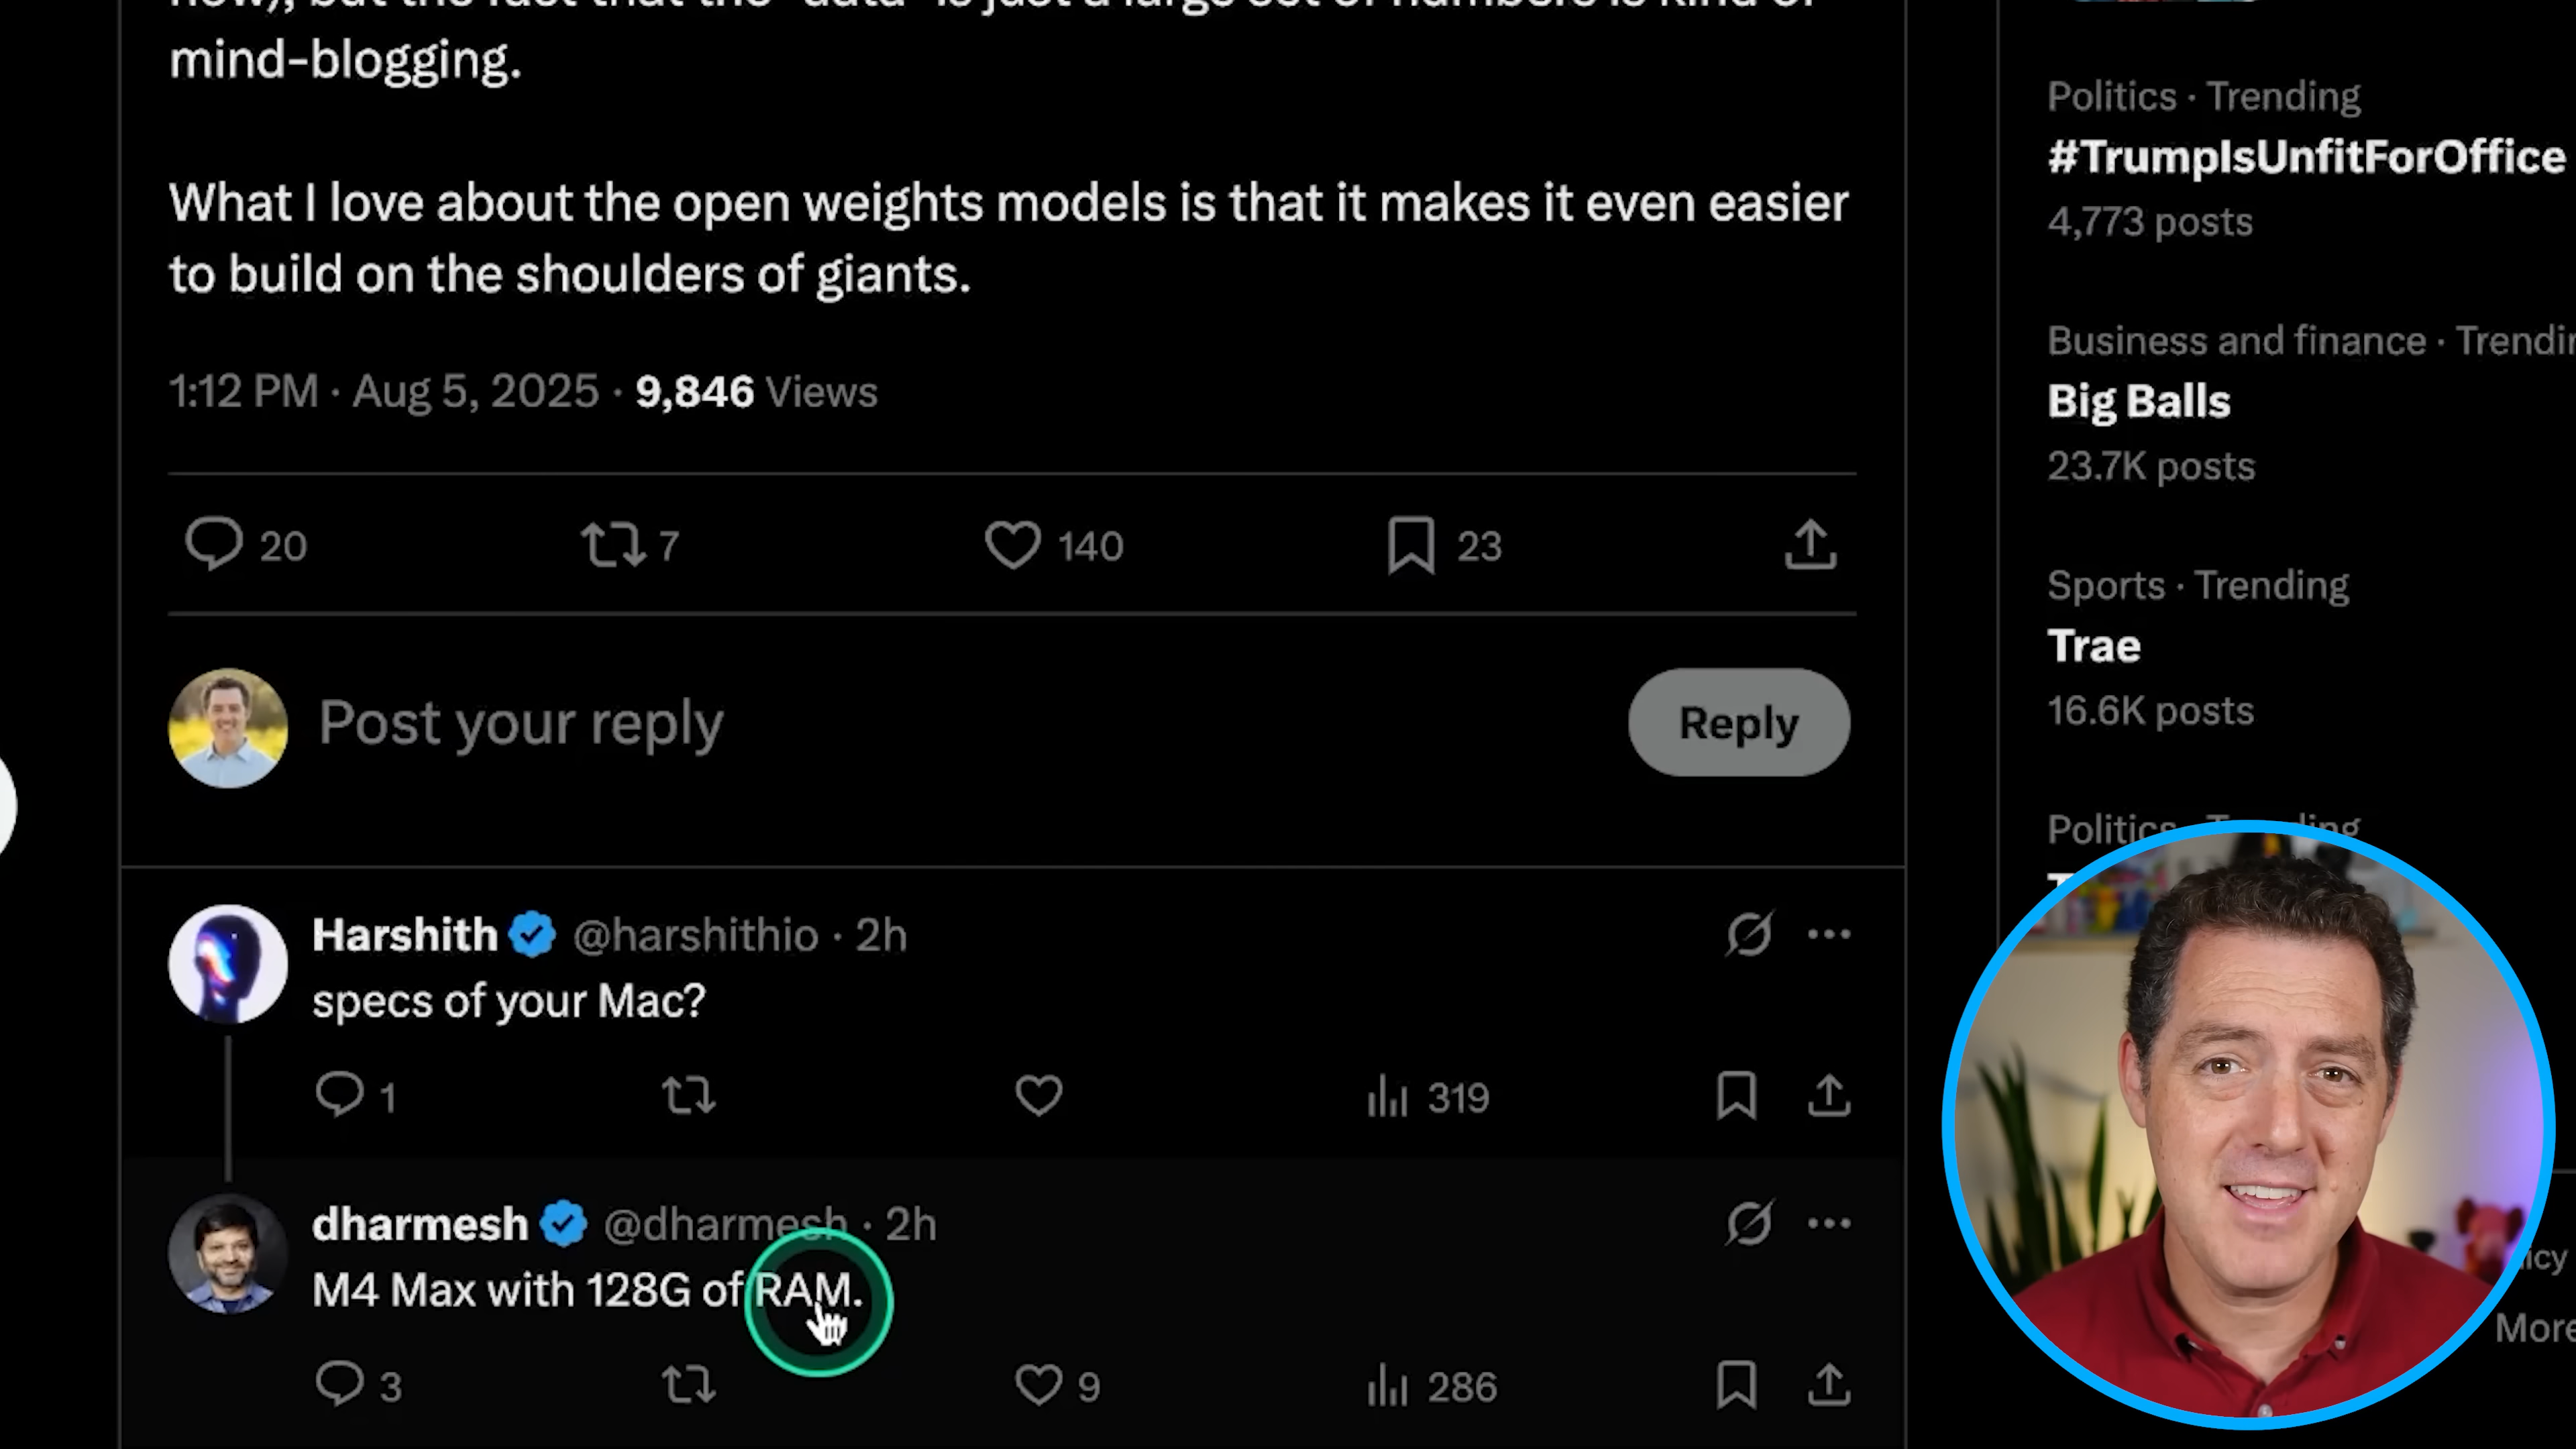 mind-blogging.
What I love about the open weights models is that it makes it even easier
to build on the shoulders of giants.
1:12 PM · Aug 5, 2025 · 9,846 Views
20 7 140 23
Post your reply
Reply
Harshith @harshithio · 2h
specs of your Mac?
1 319
dharmesh @dharmesh · 2h
M4 Max with 128G of RAM.
3 9 286
Politics · Trending
#TrumpIsUnfitForOffice
4,773 posts
Business and finance ·
Big Balls
23.7K posts
Sports · Trending
Trae
16.6K posts
Politics
More